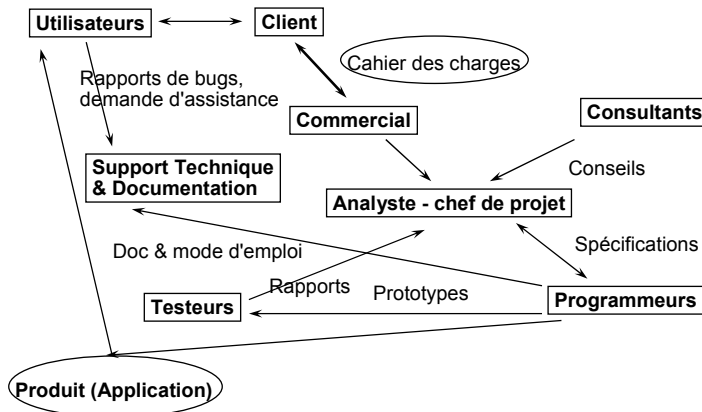 Utilisateurs
Client
Cahier des charges
Rapports de bugs,
demande d'assistance
Commercial
Consultants
Support Technique
& Documentation
Conseils
Analyste - chef de projet
Doc & mode d'emploi
Spécifications
Rapports
Prototypes
Testeurs
Programmeurs
Produit (Application)